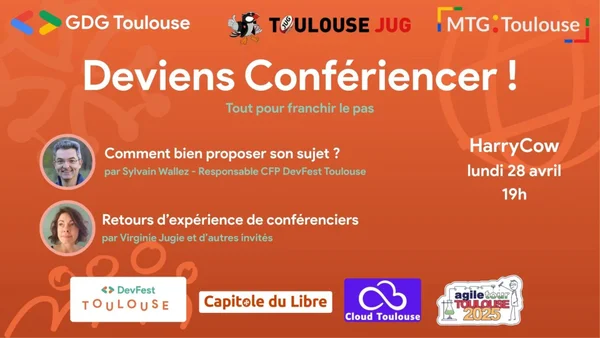 GDG Toulouse
TOULOUSE JUG
MTG:Toulouse
Deviens Confériencer !
Tout pour franchir le pas
Comment bien proposer son sujet ?
par Sylvain Wallez - Responsable CFP DevFest Toulouse
HarryCow
lundi 28 avril
19h
Retours d'expérience de conférenciers
par Virginie Jugie et d'autres invités
DevFest
TOULOUSE
Capitole du Libre
Cloud Toulouse
agile tour
TOULOUSE
2025